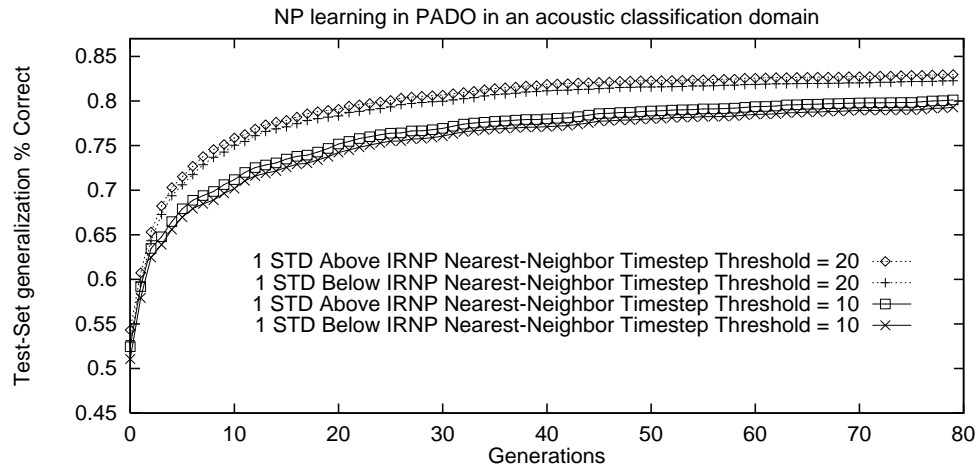 NP learning in PADO in an acoustic classification domain
Test-Set generalization % Correct
0.85
0.8
0.75
0.7
0.65
0.6
0.55
0.5
0.45
1 STD Above IRNP Nearest-Neighbor Timestep Threshold = 20
1 STD Below IRNP Nearest-Neighbor Timestep Threshold = 20
1 STD Above IRNP Nearest-Neighbor Timestep Threshold = 10
1 STD Below IRNP Nearest-Neighbor Timestep Threshold = 10
0 10 20 30 40 50 60 70 80
Generations